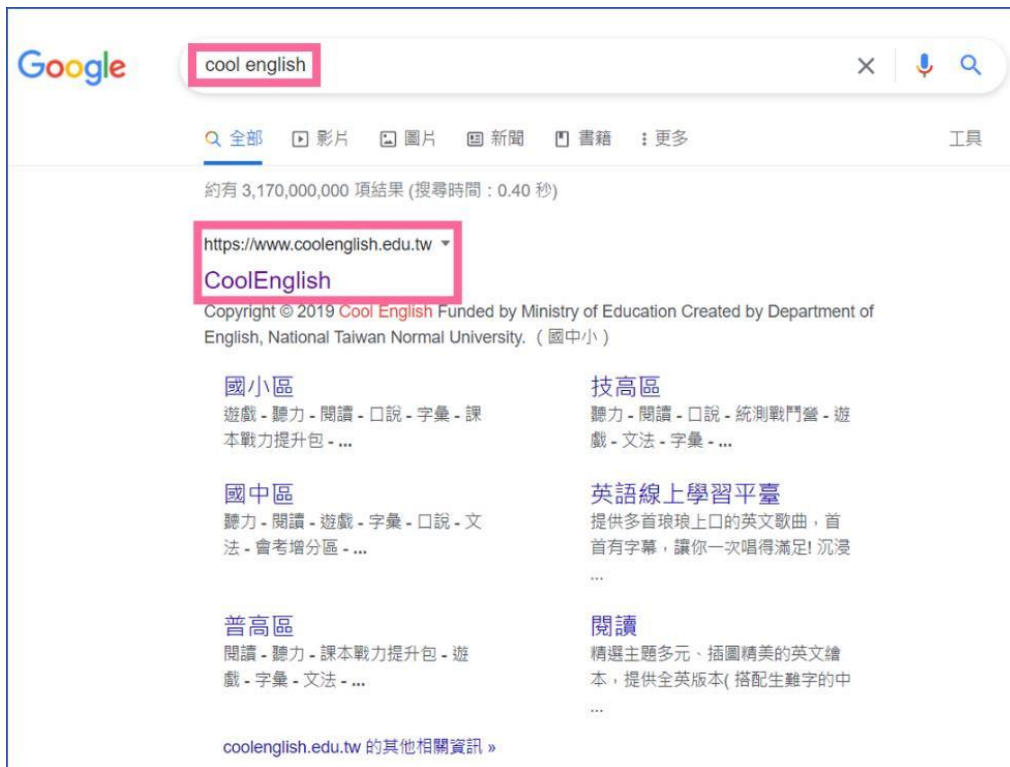 Google
cool english
全部
影片
圖片
新聞
書籍
更多
工具
約有 3,170,000,000 項結果 (搜尋時間：0.40 秒)
https://www.coolenglish.edu.tw
CoolEnglish
Copyright © 2019 Cool English Funded by Ministry of Education Created by Department of
English, National Taiwan Normal University. （ 國中小 ）
國小區
遊戲 - 聽力 - 閱讀 - 口說 - 字彙 - 課
本戰力提升包 - ...
技高區
聽力 - 閱讀 - 口說 - 統測戰鬥營 - 遊
戲 - 文法 - 字彙 - ...
國中區
聽力 - 閱讀 - 遊戲 - 字彙 - 口說 - 文
法 - 會考增分區 - ...
英語線上學習平臺
提供多首琅琅上口的英文歌曲，首
首有字幕，讓你一次唱得滿足! 沉浸
...
普高區
閱讀 - 聽力 - 課本戰力提升包 - 遊
戲 - 字彙 - 文法 - ...
閱讀
精選主題多元、插圖精美的英文繪
本，提供全英版本( 搭配生難字的中
...
coolenglish.edu.tw 的其他相關資訊 »